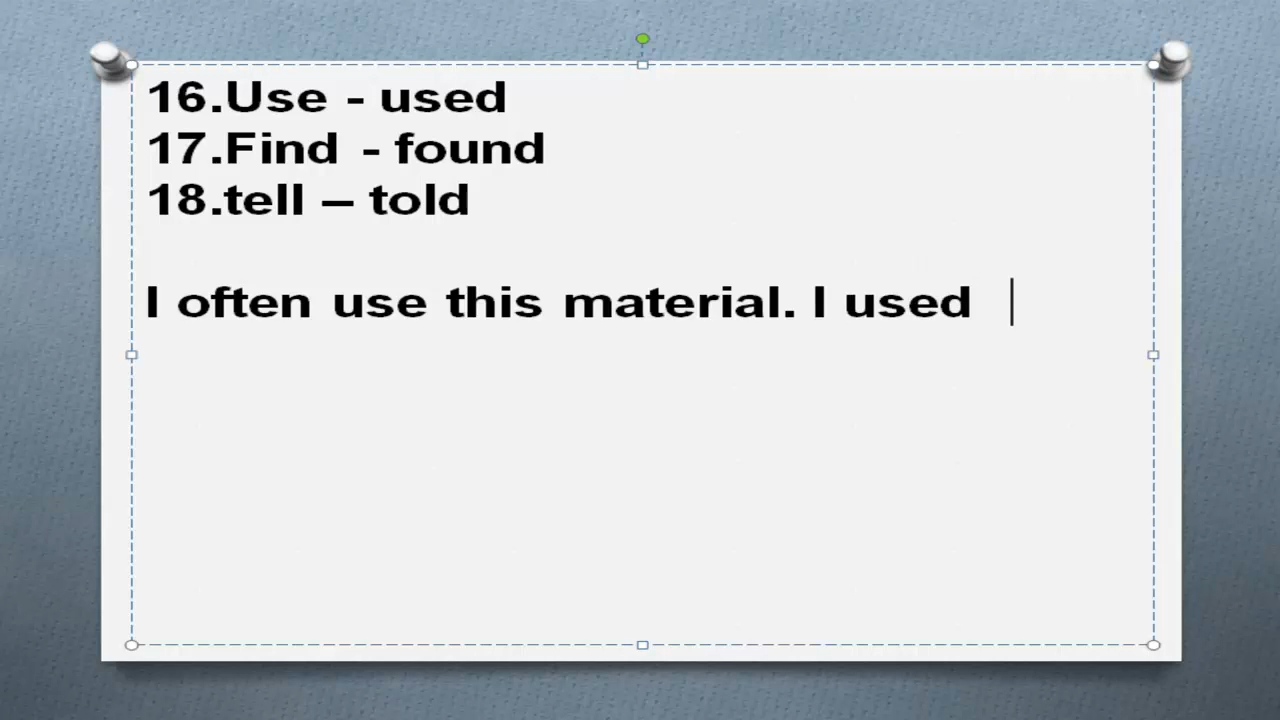 16.Use - used
17.Find - found
18.tell – told
I often use this material. I used